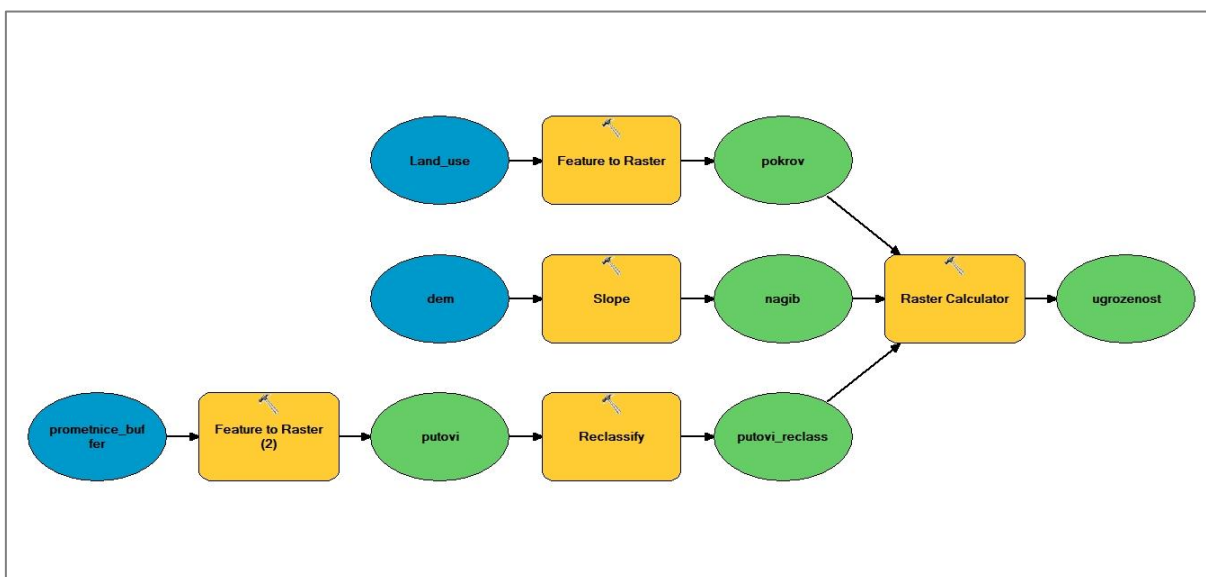 Land_use
Feature to Raster
pokrov
dem
Slope
nagib
Raster Calculator
ugrozenost
prometnice_buf
fer
Feature to Raster
(2)
putovi
Reclassify
putovi_reclass